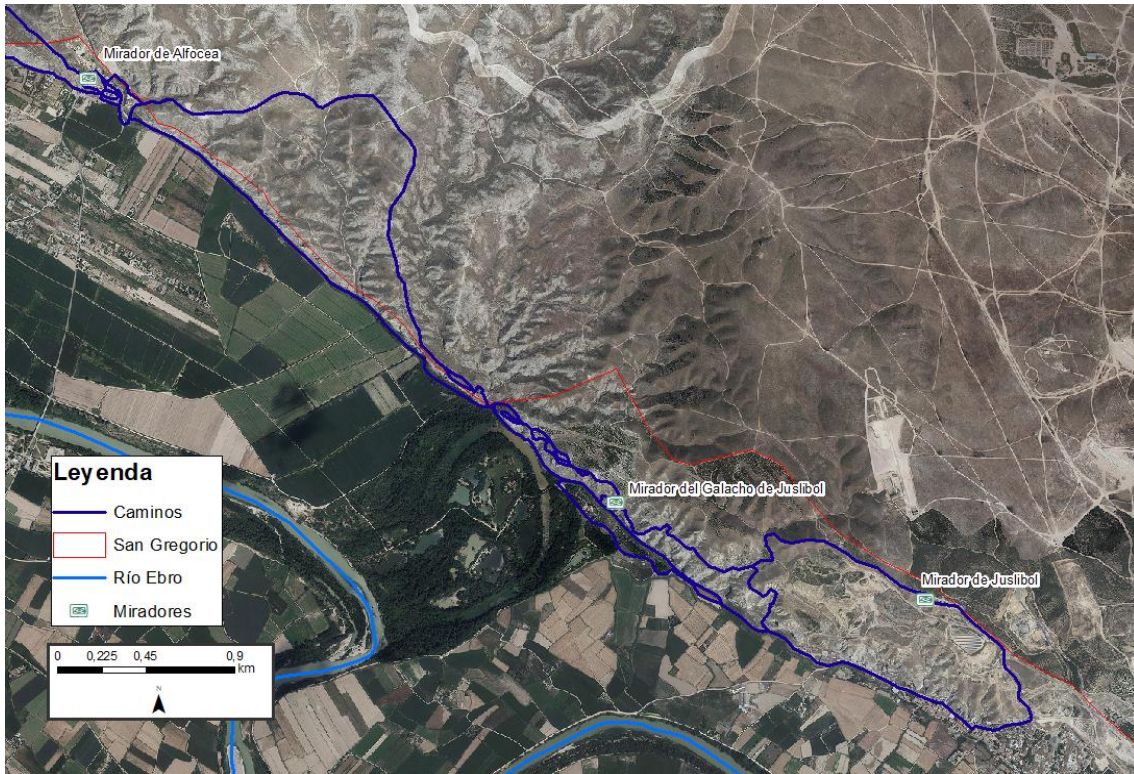 Mirador de Alfocea
Mirador del Galacho de Juslibol
Mirador de Juslibol
Leyenda
Caminos
San Gregorio
Río Ebro
Miradores
0 0,225 0,45 0,9
km
N